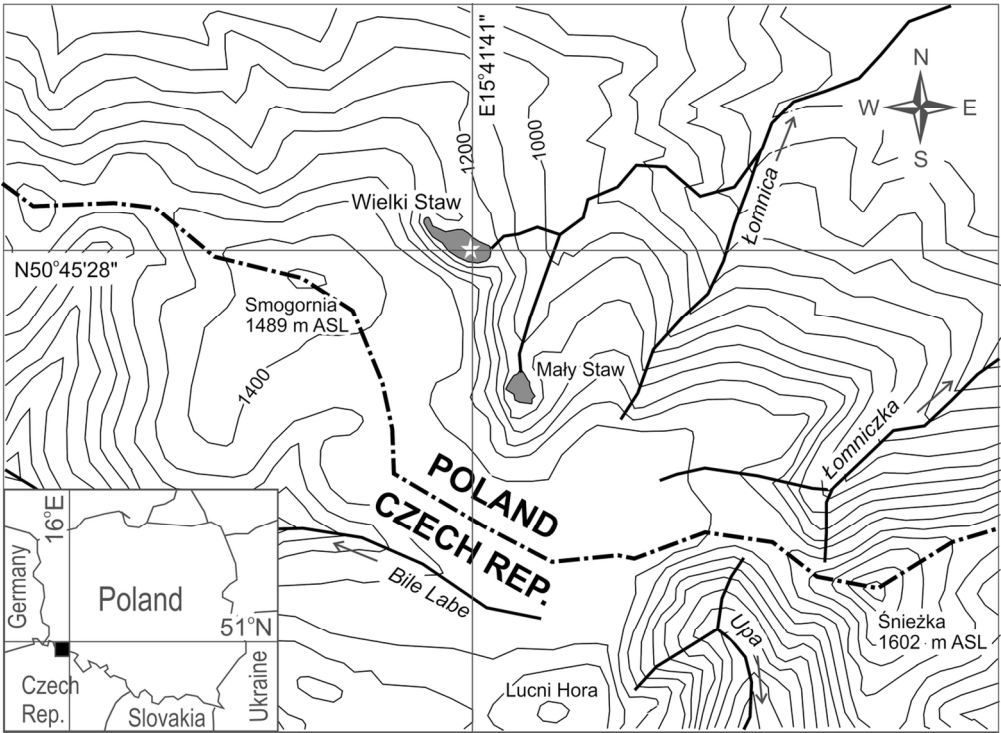 N
W
E
S
E15°41'41"
1200
1000
Wielki Staw
Łomnica
N50°45'28"
Smogornia
1489 m ASL
Mały Staw
1400
Łomniczka
POLAND
CZECH REP.
Bile Labe
Upa
Śnieżka
1602 m ASL
Lucni Hora
16°E
Germany
Poland
51°N
Czech
Rep.
Slovakia
Ukraine